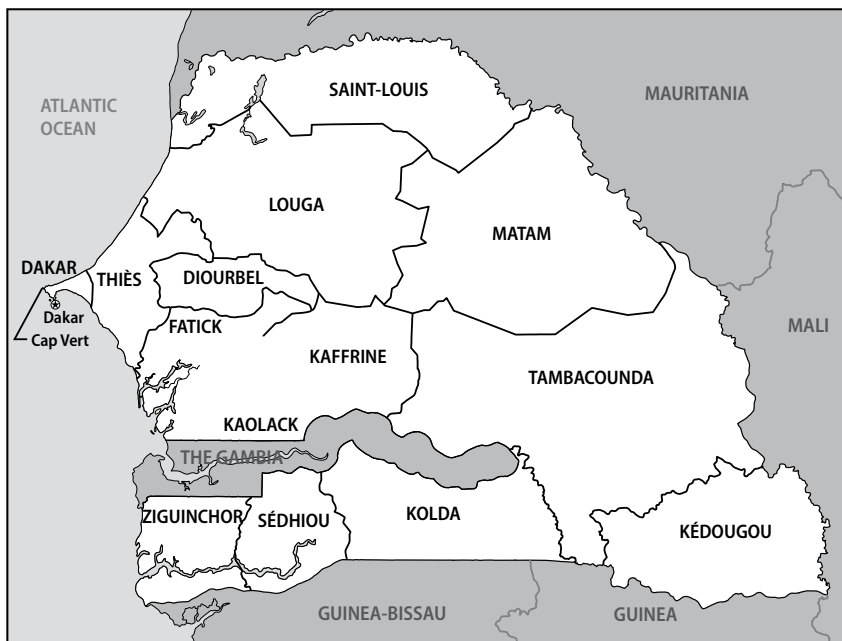 SAINT-LOUIS
MAURITANIA
ATLANTIC
OCEAN
LOUGA
MATAM
DAKAR
THIÈS
DIOURBEL
Dakar
Cap Vert
FATICK
MALI
KAFFRINE
TAMBACOUNDA
KAOLACK
THE GAMBIA
ZIGUINCHOR
SÉDHIOU
KOLDA
KÉDOUGOU
GUINEA-BISSAU
GUINEA